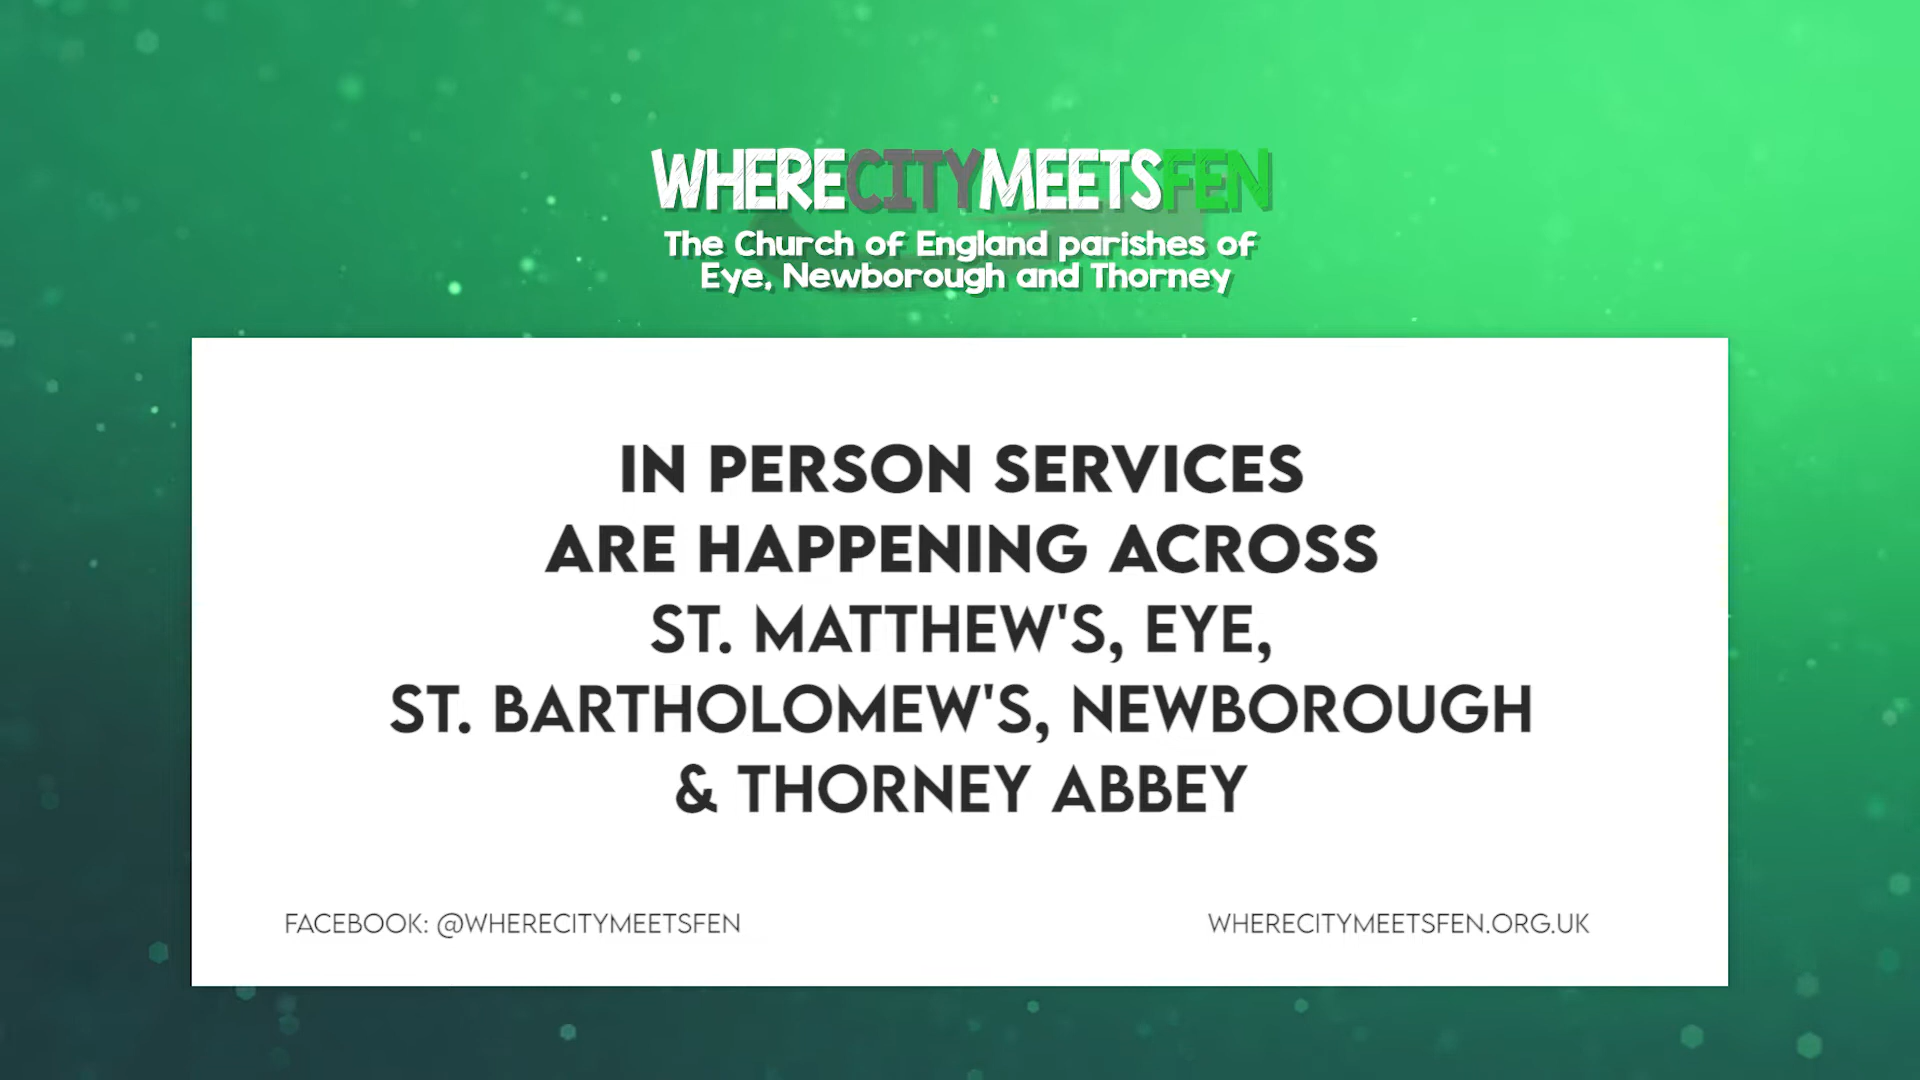 WHERECITYMEETSFEN
The Church of England parishes of
Eye, Newborough and Thorney
IN PERSON SERVICES
ARE HAPPENING ACROSS
ST. MATTHEW'S, EYE,
ST. BARTHOLOMEW'S, NEWBOROUGH
& THORNEY ABBEY
FACEBOOK: @WHERECITYMEETSFEN
WHERECITYMEETSFEN.ORG.UK